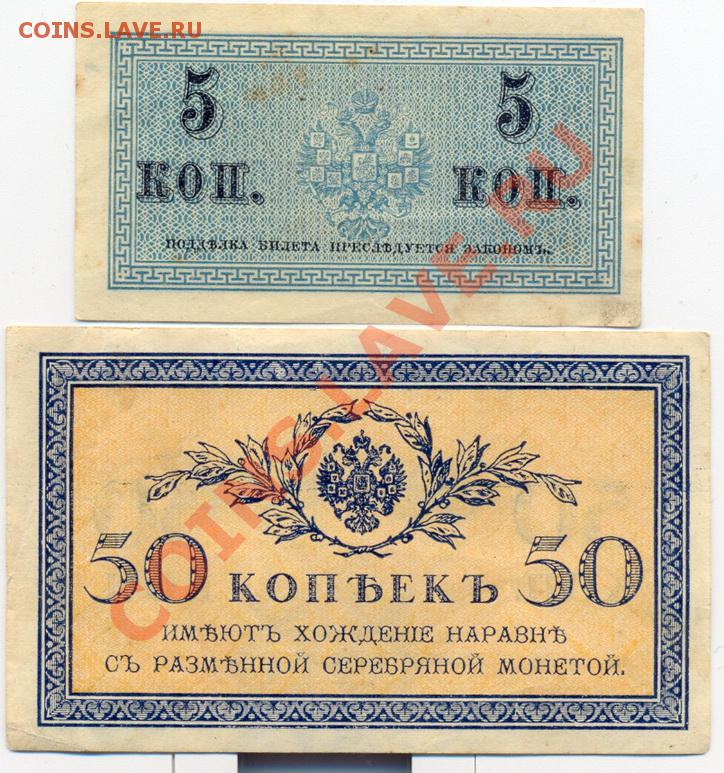 COINS.LAVE.RU
5 5
КОП. КОП.
ПОДДѢЛКА БИЛЕТА ПРЕСЛѢДУЕТСЯ ЗАКОНОМЪ.
COINS.LAVE.RU
50 КОПѢЕКЪ 50
ИМѢЮТЪ ХОЖДЕНІЕ НАРАВНѢ
СЪ РАЗМѢННОЙ СЕРЕБРЯНОЙ МОНЕТОЙ.